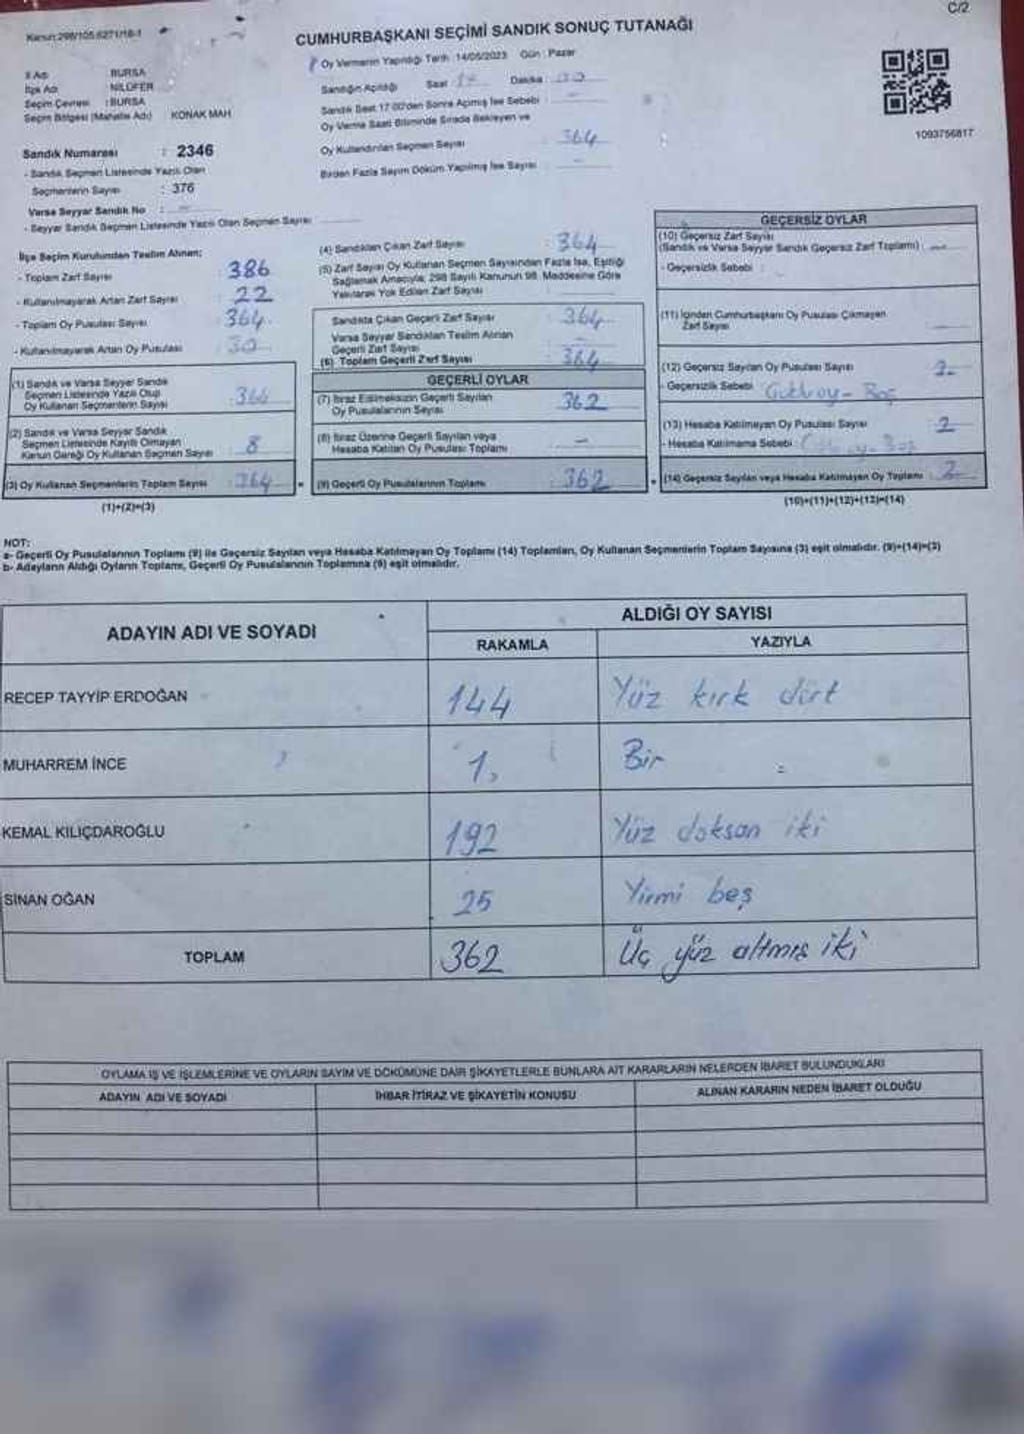 C/2
Kanun:298/105.6271/16-1
CUMHURBAŞKANI SEÇİMİ SANDIK SONUÇ TUTANAĞI
Oy Vermenin Yapıldığı Tarih : 14/05/2023 Gün : Pazar
İl Adı BURSA
İlçe Adı NİLÜFER
Seçim Çevresi : BURSA
Seçim Bölgesi (Mahalle Adı) : KONAK MAH
Sandık Numarası : 2346
- Sandık Seçmen Listesinde Yazılı Olan
Seçmenlerin Sayısı : 376
Varsa Seyyar Sandık No :
- Seyyar Sandık Seçmen Listesinde Yazılı Olan Seçmen Sayısı
Sandığın Açıldığı Saat Dakika
Sandık Saat 17:00'den Sonra Açılmış İse Sebebi :
Oy Verme Saati Bitiminde Sırada Bekleyen ve
Oy Kullandırılan Seçmen Sayısı : 364
Birden Fazla Sayım Döküm Yapılmış İse Sayısı
1093756817
İlçe Seçim Kurulundan Teslim Alınan;
- Toplam Zarf Sayısı : 386
- Kullanılmayarak Artan Zarf Sayısı : 22
- Toplam Oy Pusulası Sayısı : 364
- Kullanılmayarak Artan Oy Pusulası 30
(1) Sandık ve Varsa Seyyar Sandık
Seçmen Listesinde Yazılı Olup
Oy Kullanan Seçmenlerin Sayısı
(2) Sandık ve Varsa Seyyar Sandık
Seçmen Listesinde Kayıtlı Olmayan
Kanun Gereği Oy Kullanan Seçmen Sayısı 8
(3) Oy Kullanan Seçmenlerin Toplam Sayısı : 364
(1)+(2)=(3)
(4) Sandıktan Çıkan Zarf Sayısı : 364
(5) Zarf Sayısı Oy Kullanan Seçmen Sayısından Fazla İse, Eşitliği
Sağlamak Amacıyla; 298 Sayılı Kanunun 98. Maddesine Göre
Yakılarak Yok Edilen Zarf Sayısı
Sandıkta Çıkan Geçerli Zarf Sayısı : 364
Varsa Seyyar Sandıktan Teslim Alınan
Geçerli Zarf Sayısı
(6) Toplam Geçerli Zarf Sayısı : 364
GEÇERLİ OYLAR
(7) İtiraz Edilmeksizin Geçerli Sayılan
Oy Pusulalarının Sayısı 362
(8) İtiraz Üzerine Geçerli Sayılan veya
Hesaba Katılan Oy Pusulası Toplamı -
(9) Geçerli Oy Pusulalarının Toplamı 362
GEÇERSİZ OYLAR
(10) Geçersiz Zarf Sayısı
(Sandık ve Varsa Seyyar Sandık Geçersiz Zarf Toplamı) :
- Geçersizlik Sebebi :
(11) İçinden Cumhurbaşkanı Oy Pusulası Çıkmayan
Zarf Sayısı
(12) Geçersiz Sayılan Oy Pusulası Sayısı : 2
- Geçersizlik Sebebi
(13) Hesaba Katılmayan Oy Pusulası Sayısı : 2
- Hesaba Katılmama Sebebi :
(14) Geçersiz Sayılan veya Hesaba Katılmayan Oy Toplamı : 2
(10)+(11)+(12)+(13)=(14)
NOT:
a- Geçerli Oy Pusulalarının Toplamı (9) ile Geçersiz Sayılan veya Hesaba Katılmayan Oy Toplamı (14) Toplamları, Oy Kullanan Seçmenlerin Toplam Sayısına (3) eşit olmalıdır. (9)+(14)=(3)
b- Adayların Aldığı Oyların Toplamı, Geçerli Oy Pusulalarının Toplamına (9) eşit olmalıdır.
ADAYIN ADI VE SOYADI ALDIĞI OY SAYISI
RAKAMLA YAZIYLA
RECEP TAYYİP ERDOĞAN 144 Yüz kırk dört
MUHARREM İNCE 1 Bir
KEMAL KILIÇDAROĞLU 192 Yüz doksan iki
SİNAN OĞAN 25 Yirmi beş
TOPLAM 362 Üç yüz altmış iki
OYLAMA İŞ VE İŞLEMLERİNE VE OYLARIN SAYIM VE DÖKÜMÜNE DAİR ŞİKAYETLERLE BUNLARA AİT KARARLARIN NELERDEN İBARET BULUNDUKLARI
ADAYIN ADI VE SOYADI İHBAR İTİRAZ VE ŞİKAYETİN KONUSU ALINAN KARARIN NEDEN İBARET OLDUĞU